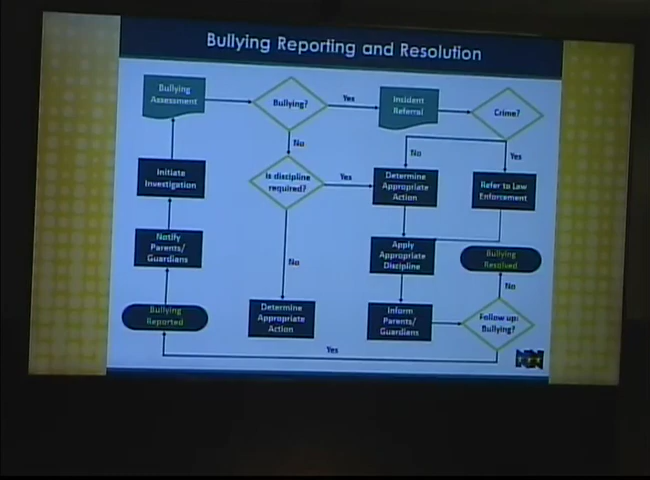 Bullying Reporting and Resolution
Bullying
Assessment
Bullying?
Yes
Incident
Referral
Crime?
No
No
Yes
Initiate
Investigation
Is discipline
required?
Yes
Determine
Appropriate
Action
Refer to Law
Enforcement
Notify
Parents/
Guardians
No
Apply
Appropriate
Discipline
Bullying
Resolved
No
Bullying
Reported
Determine
Appropriate
Action
Inform
Parents/
Guardians
Follow up:
Bullying?
Yes